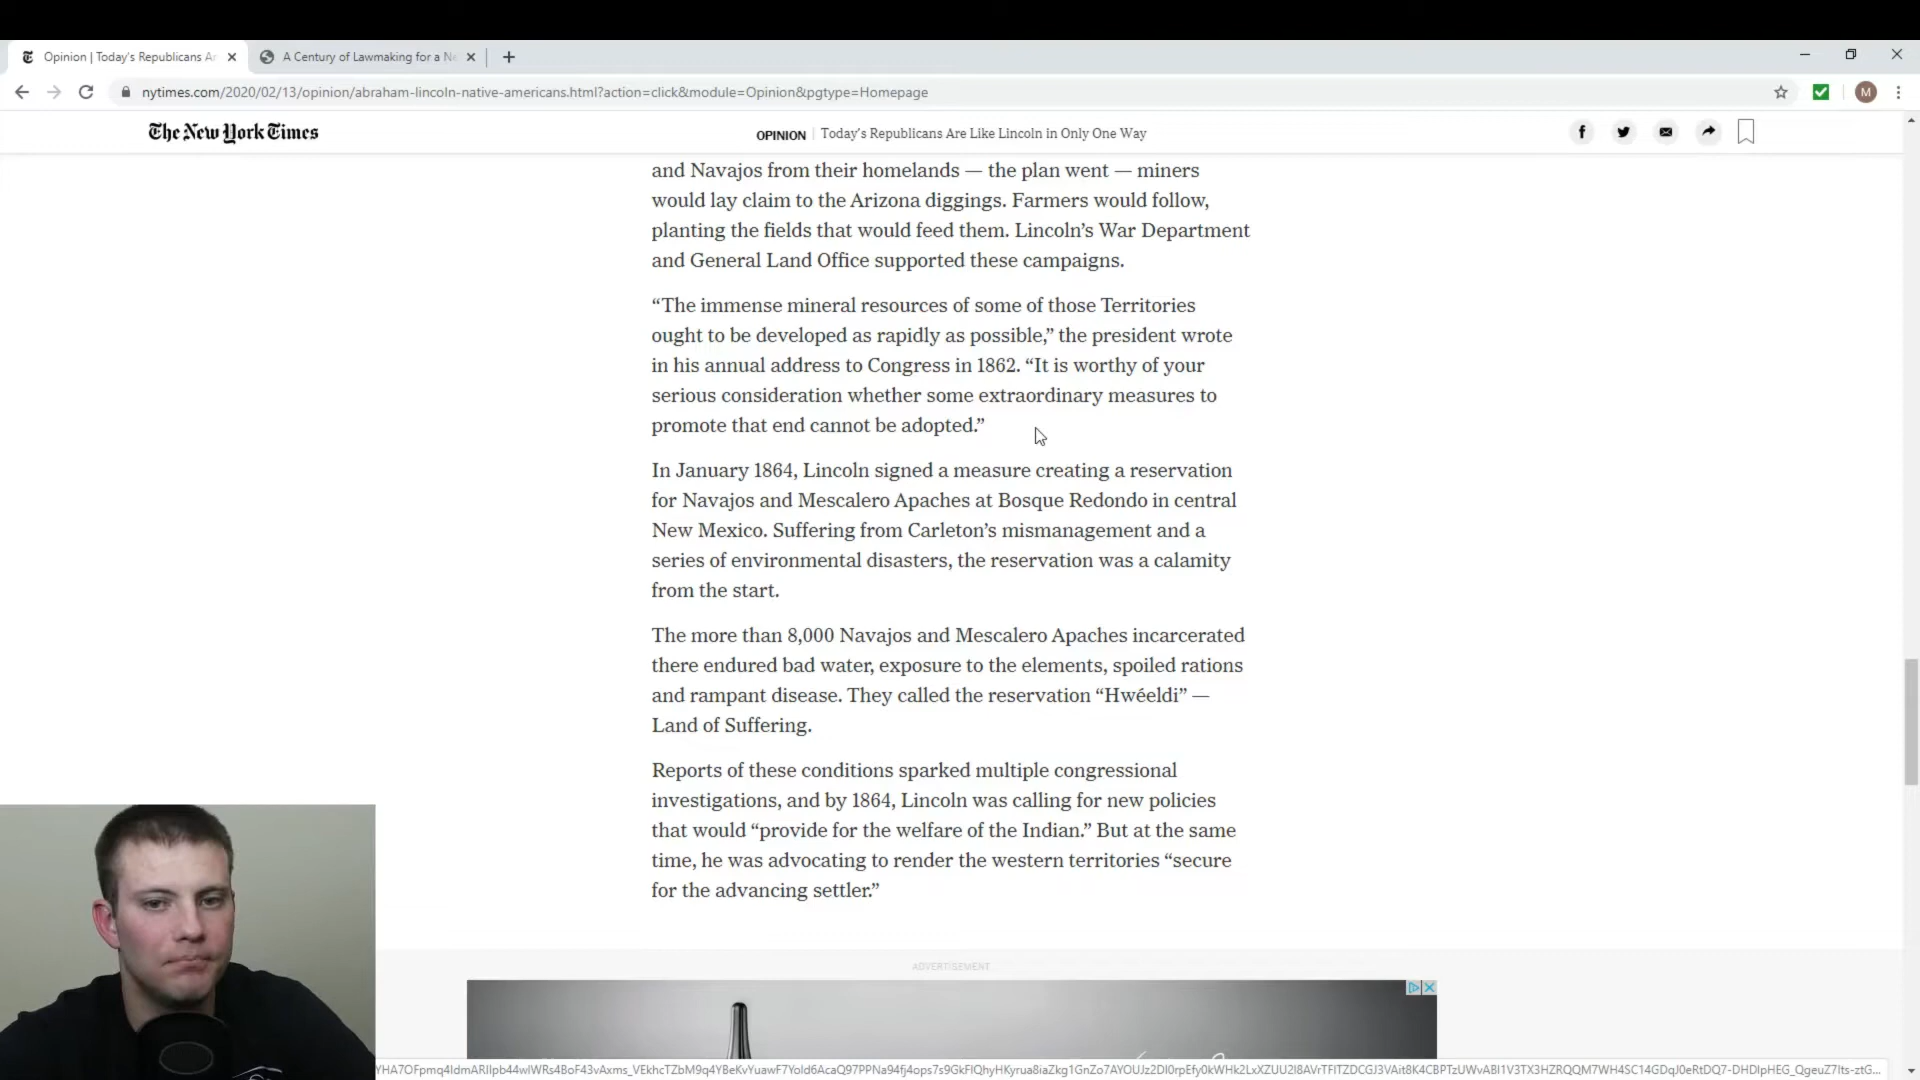 Opinion | Today's Republicans Ar
A Century of Lawmaking for a Ne
nytimes.com/2020/02/13/opinion/abraham-lincoln-native-americans.html?action=click&module=Opinion&pgtype=Homepage
M
The New York Times
OPINION | Today's Republicans Are Like Lincoln in Only One Way
and Navajos from their homelands — the plan went — miners
would lay claim to the Arizona diggings. Farmers would follow,
planting the fields that would feed them. Lincoln's War Department
and General Land Office supported these campaigns.
“The immense mineral resources of some of those Territories
ought to be developed as rapidly as possible,” the president wrote
in his annual address to Congress in 1862. “It is worthy of your
serious consideration whether some extraordinary measures to
promote that end cannot be adopted.”
In January 1864, Lincoln signed a measure creating a reservation
for Navajos and Mescalero Apaches at Bosque Redondo in central
New Mexico. Suffering from Carleton's mismanagement and a
series of environmental disasters, the reservation was a calamity
from the start.
The more than 8,000 Navajos and Mescalero Apaches incarcerated
there endured bad water, exposure to the elements, spoiled rations
and rampant disease. They called the reservation “Hwéeldi” —
Land of Suffering.
Reports of these conditions sparked multiple congressional
investigations, and by 1864, Lincoln was calling for new policies
that would “provide for the welfare of the Indian.” But at the same
time, he was advocating to render the western territories “secure
for the advancing settler.”
ADVERTISEMENT